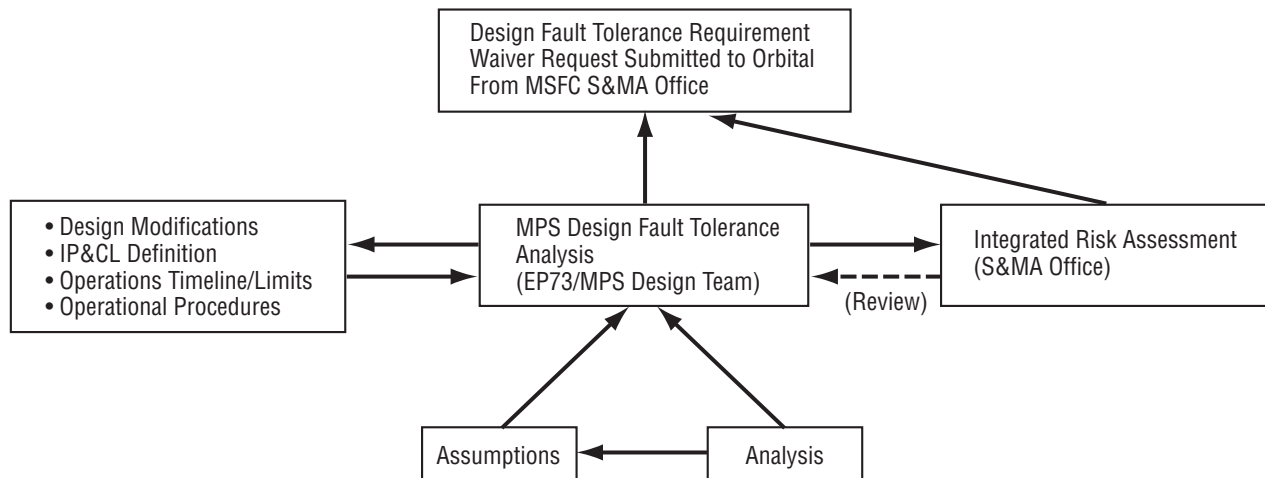 Design Fault Tolerance Requirement
Waiver Request Submitted to Orbital
From MSFC S&MA Office
• Design Modifications
• IP&CL Definition
• Operations Timeline/Limits
• Operational Procedures
MPS Design Fault Tolerance
Analysis
(EP73/MPS Design Team)
(Review)
Integrated Risk Assessment
(S&MA Office)
Assumptions
Analysis